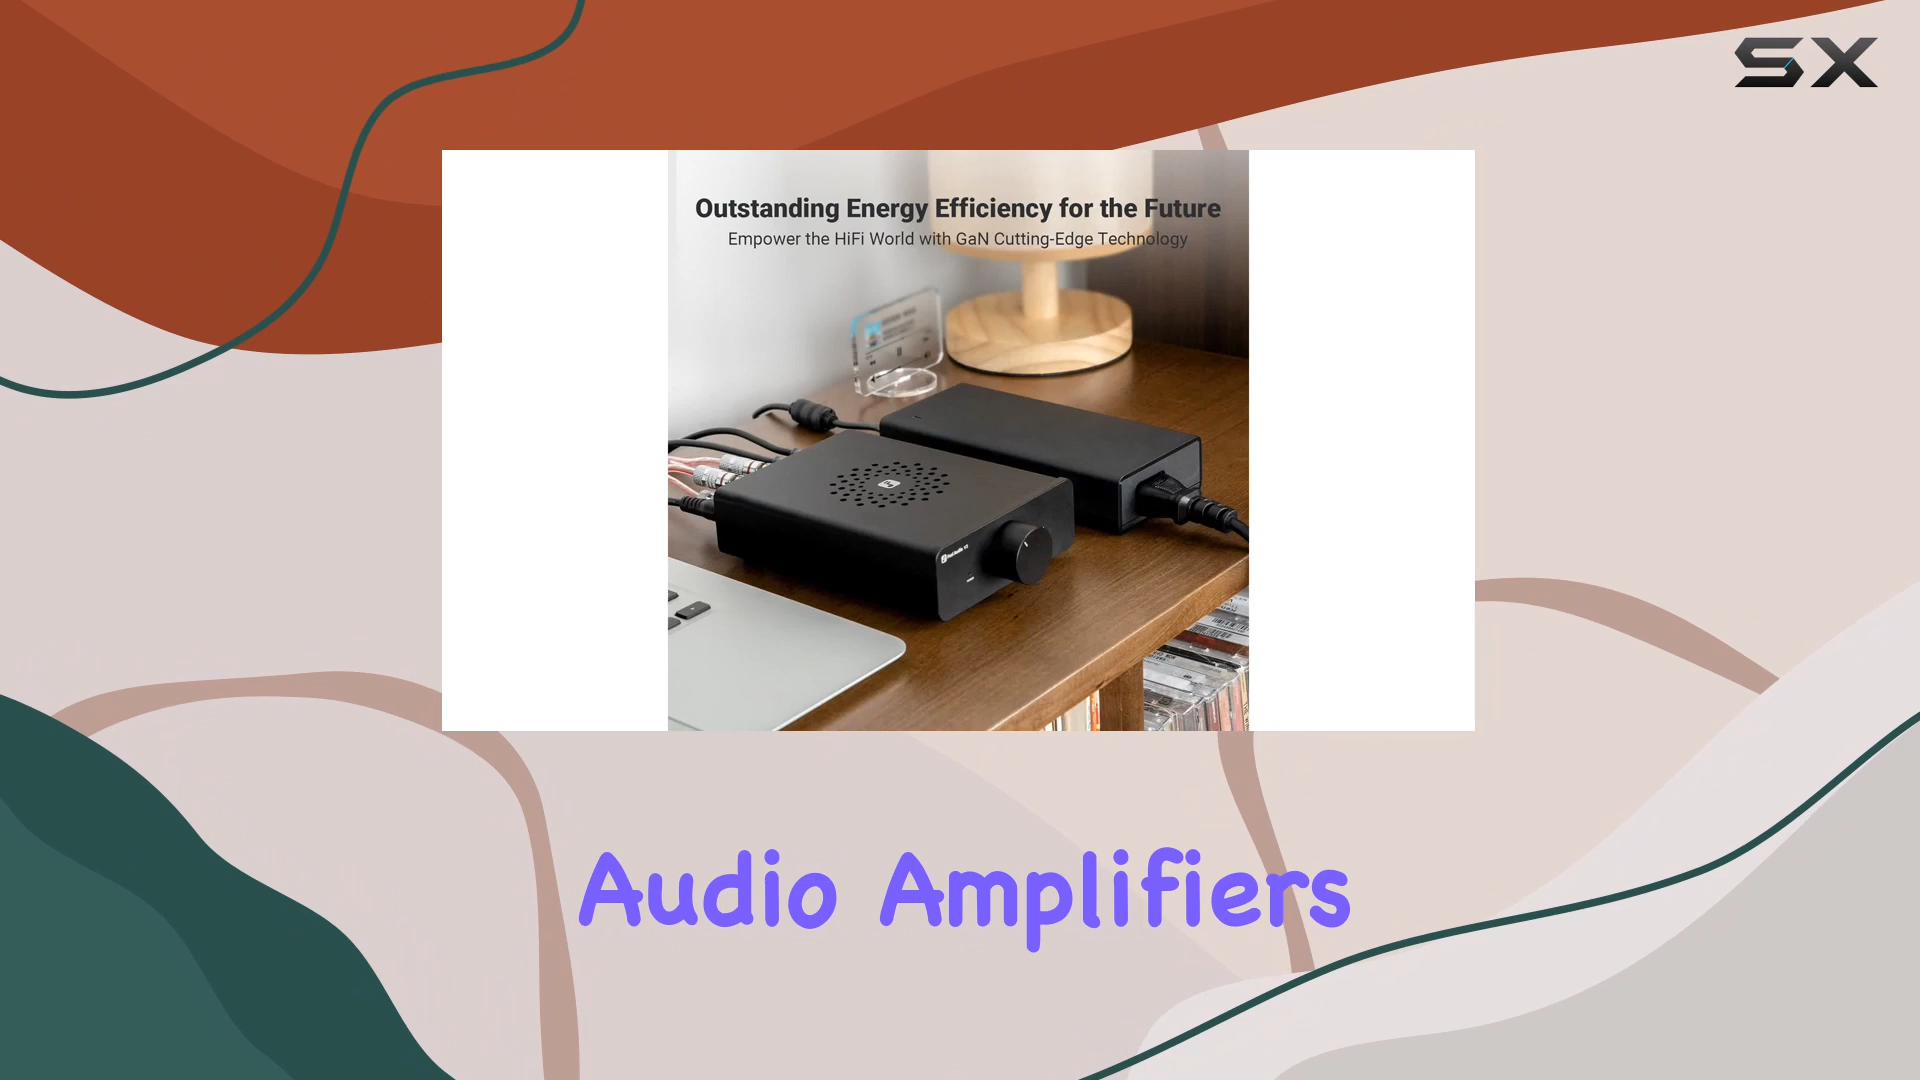 SX
Outstanding Energy Efficiency for the Future
Empower the HiFi World with GaN Cutting-Edge Technology
Audio Amplifiers